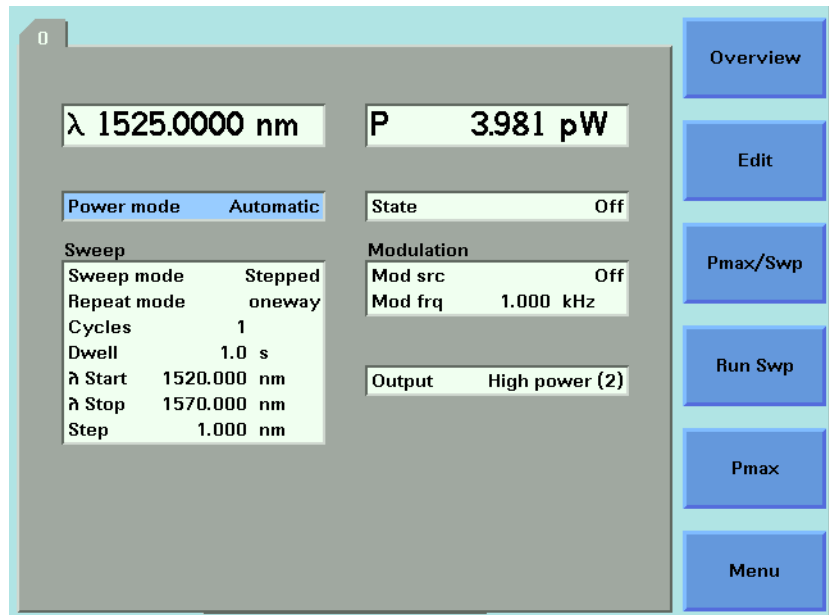 0
λ 1525.0000 nm
P 3.981 pW
Power mode Automatic
State Off
Sweep
Sweep mode Stepped
Repeat mode oneway
Cycles 1
Dwell 1.0 s
λ Start 1520.000 nm
λ Stop 1570.000 nm
Step 1.000 nm
Modulation
Mod src Off
Mod frq 1.000 kHz
Output High power (2)
Overview
Edit
Pmax/Swp
Run Swp
Pmax
Menu